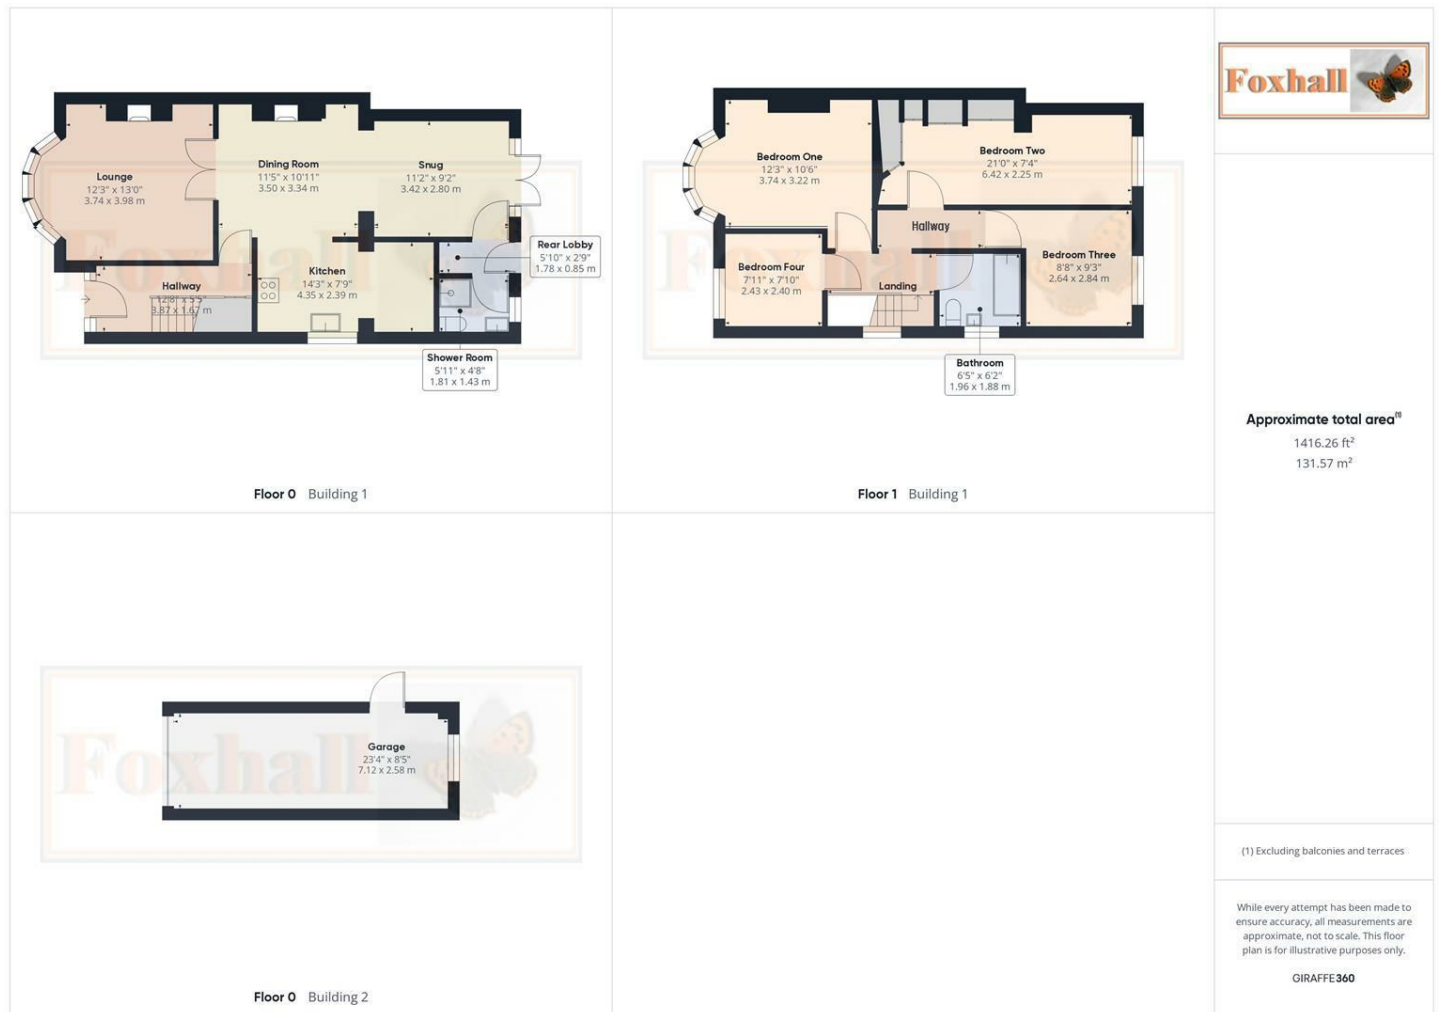 Lounge
12'3" x 13'0"
3.74 x 3.98 m
Dining Room
11'5" x 10'11"
3.50 x 3.34 m
Snug
11'2" x 9'2"
3.42 x 2.80 m
Rear Lobby
5'10" x 2'9"
1.78 x 0.85 m
Hallway
12'8" x 5'5"
3.87 x 1.67 m
Kitchen
14'3" x 7'9"
4.35 x 2.39 m
Shower Room
5'11" x 4'8"
1.81 x 1.43 m
Floor 0 Building 1
Bedroom One
12'3" x 10'6"
3.74 x 3.22 m
Bedroom Two
21'0" x 7'4"
6.42 x 2.25 m
Hallway
Bedroom Three
8'8" x 9'3"
2.64 x 2.84 m
Bedroom Four
7'11" x 7'10"
2.43 x 2.40 m
Landing
Bathroom
6'5" x 6'2"
1.96 x 1.88 m
Floor 1 Building 1
Foxhall
Garage
23'4" x 8'5"
7.12 x 2.58 m
Floor 0 Building 2
Foxhall
Approximate total area(1)
1416.26 ft²
131.57 m²
(1) Excluding balconies and terraces
While every attempt has been made to
ensure accuracy, all measurements are
approximate, not to scale. This floor
plan is for illustrative purposes only.
GIRAFFE360